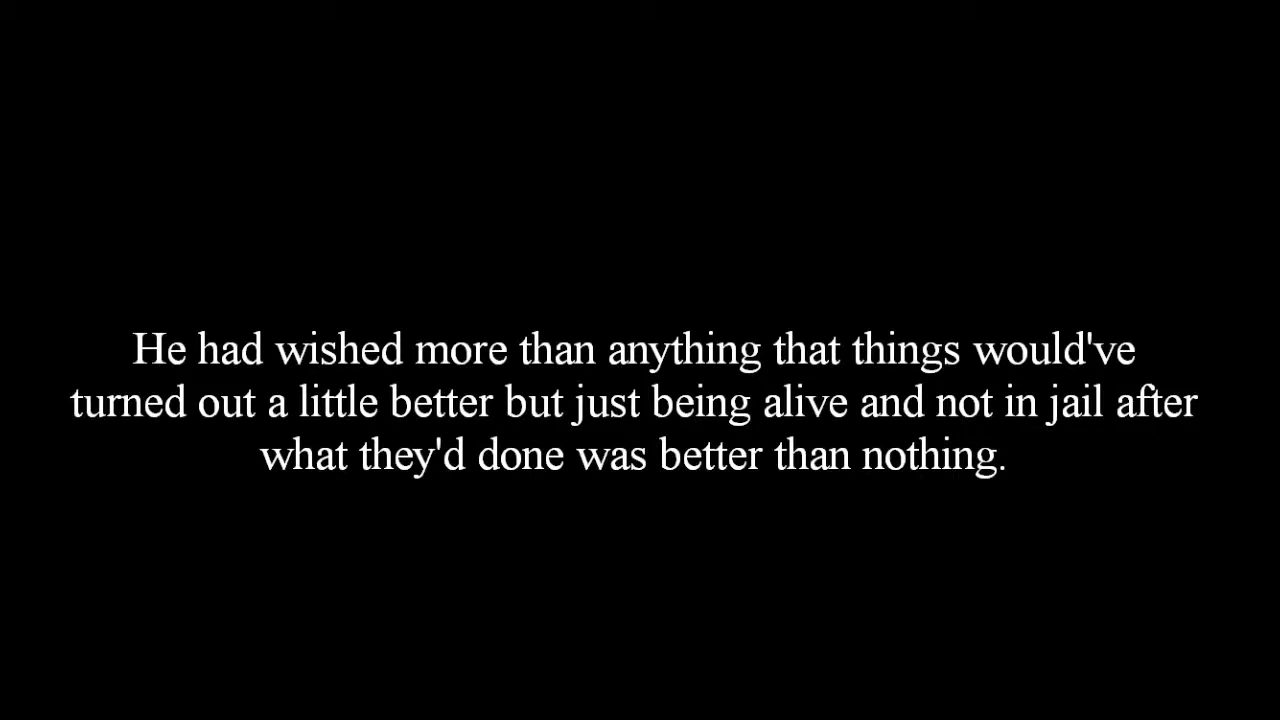 He had wished more than anything that things would've
turned out a little better but just being alive and not in jail after
what they'd done was better than nothing.